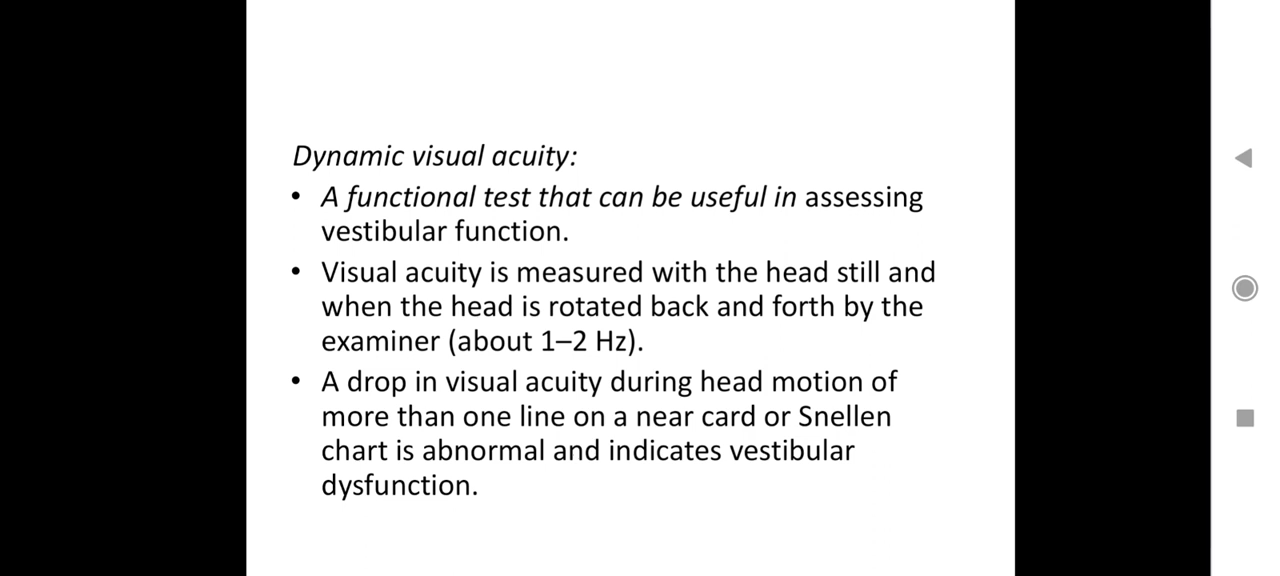 Dynamic visual acuity:
• A functional test that can be useful in assessing
vestibular function.
• Visual acuity is measured with the head still and
when the head is rotated back and forth by the
examiner (about 1–2 Hz).
• A drop in visual acuity during head motion of
more than one line on a near card or Snellen
chart is abnormal and indicates vestibular
dysfunction.